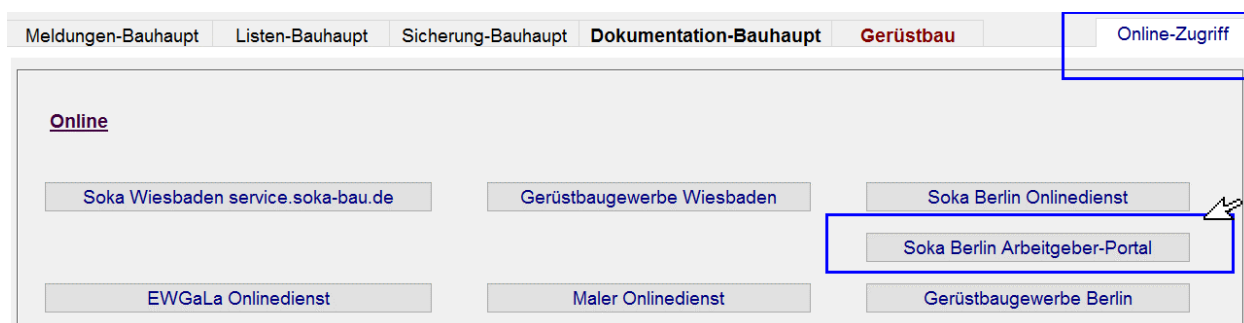 Meldungen-Bauhaupt Listen-Bauhaupt Sicherung-Bauhaupt Dokumentation-Bauhaupt Gerüstbau Online-Zugriff
Online
Soka Wiesbaden service.soka-bau.de Gerüstbaugewerbe Wiesbaden Soka Berlin Onlinedienst
Soka Berlin Arbeitgeber-Portal
EWGaLa Onlinedienst Maler Onlinedienst Gerüstbaugewerbe Berlin